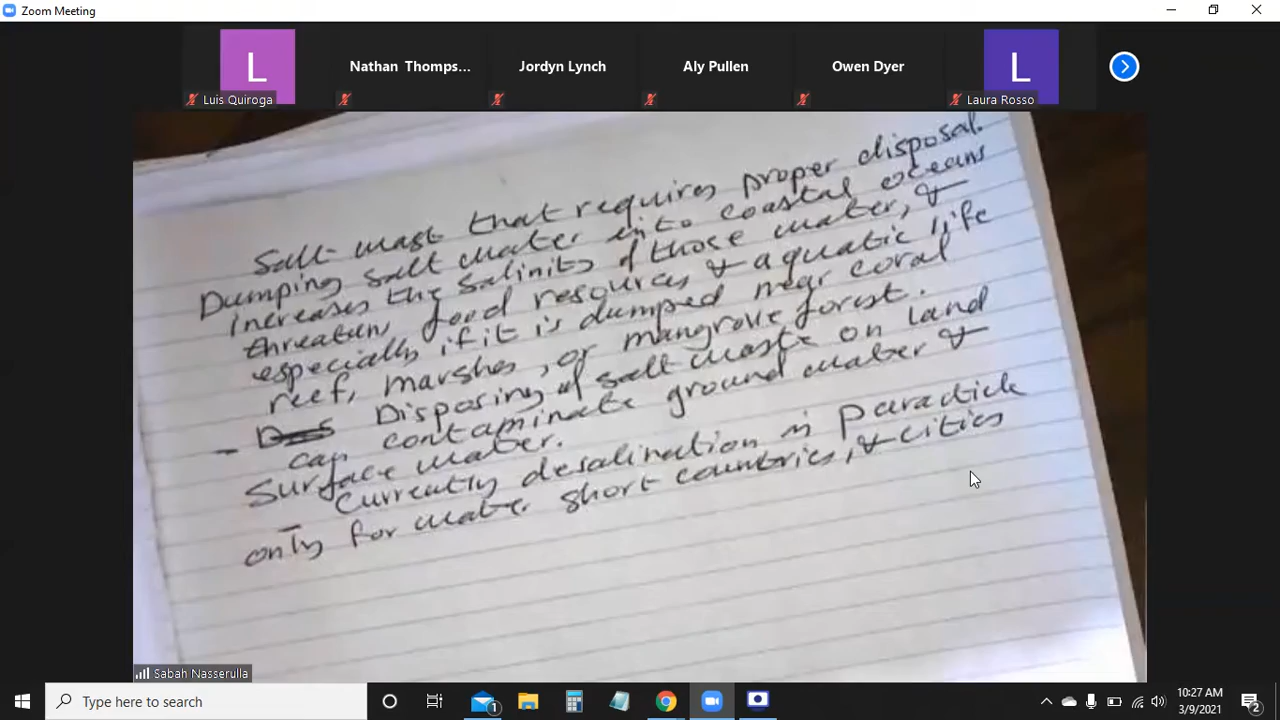 Zoom Meeting
L
Nathan Thomps...
Jordyn Lynch
Aly Pullen
Owen Dyer
L
Luis Quiroga
Laura Rosso
Salt wast that requires proper disposal.
Dumping salt water into coastal oceans
increases the salinity of those water, &
threaten food resources & aquatic life
especially if it is dumped near coral
reef, marshes, or mangrove forest.
- Disposing of salt waste on land
can contaminate ground water &
Surface water.
- Currently desalination is paractick
only for water short countries, & cities
Sabah Nasserulla
Type here to search
1
10:27 AM
3/9/2021
2